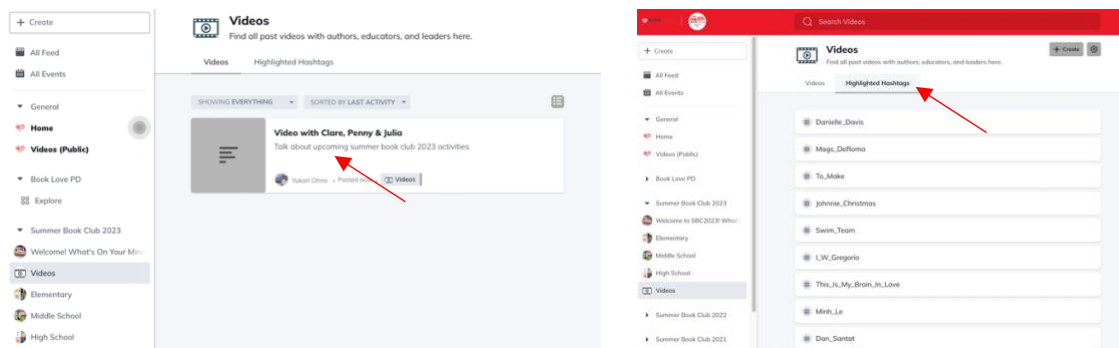 + Create
All Feed
All Events
General
Home
Videos (Public)
Book Love PD
Explore
Summer Book Club 2023
Welcome! What's On Your Min
Videos
Elementary
Middle School
High School
Videos
Find all past videos with authors, educators, and leaders here.
Videos Highlighted Hashtags
SHOWING EVERYTHING SORTED BY LAST ACTIVITY
Video with Clare, Penny & Julia
Talk about upcoming summer book club 2023 activities.
Yukari Ohno Posted Videos
Search Videos
+ Create
All Feed
All Events
General
Home
Videos (Public)
Book Love PD
Summer Book Club 2023
Welcome to SBC2023! What'
Elementary
Middle School
High School
Videos
Summer Book Club 2022
Summer Book Club 2021
Videos
Find all past videos with authors, educators, and leaders here.
+ Create
Videos Highlighted Hashtags
# Danielle_Davis
# Mags_DeRoma
# To_Make
# Johnnie_Christmas
# Swim_Team
# I_W_Gregorio
# This_Is_My_Brain_In_Love
# Minh_Le
# Dan_Santat